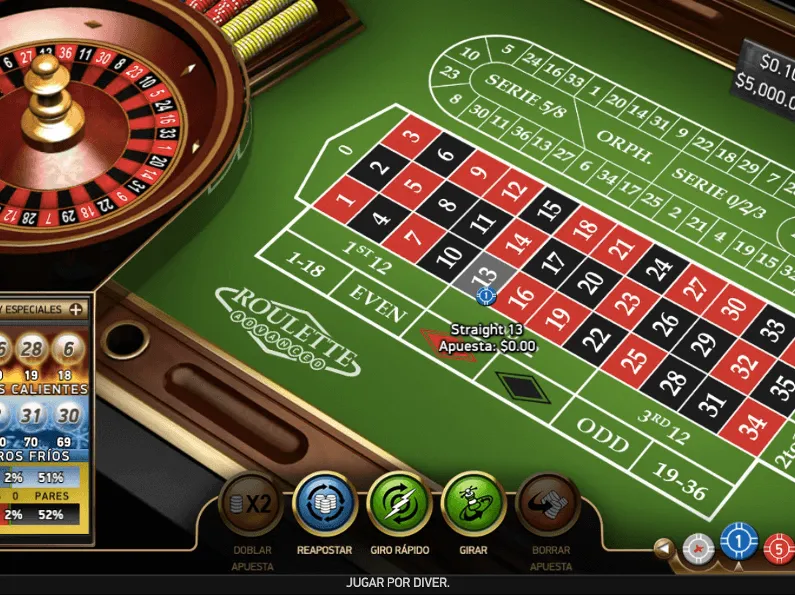 $0.10
$5,000.0
10 5 24 16 33 1 20 14 31 9 22 18 29 7
23
8 30 11 36 13 27 6 34 17 25 2 21 4 19 15 32
SERIE 5/8
ORPH.
SERIE 0/2/3
0
3 6 9 12 15 18 21 24 27 30 33
2 5 8 11 14 17 20 23 26 29 32 35
1 4 7 10 13 16 19 22 25 28 31 34
1ST 12
3RD 12
2to
1-18
EVEN
ODD
19-36
ROULETTE
ADVANCED
Straight 13
Apuesta: $0.00
1
Y ESPECIALES +
28 6
19 18
S CALIENTES
31 30
70 69
ROS FRÍOS
2% 51%
0 PARES
2% 52%
X2
DOBLAR
APUESTA
REAPOSTAR
GIRO RÁPIDO
GIRAR
BORRAR
APUESTA
1
5
JUGAR POR DIVER.